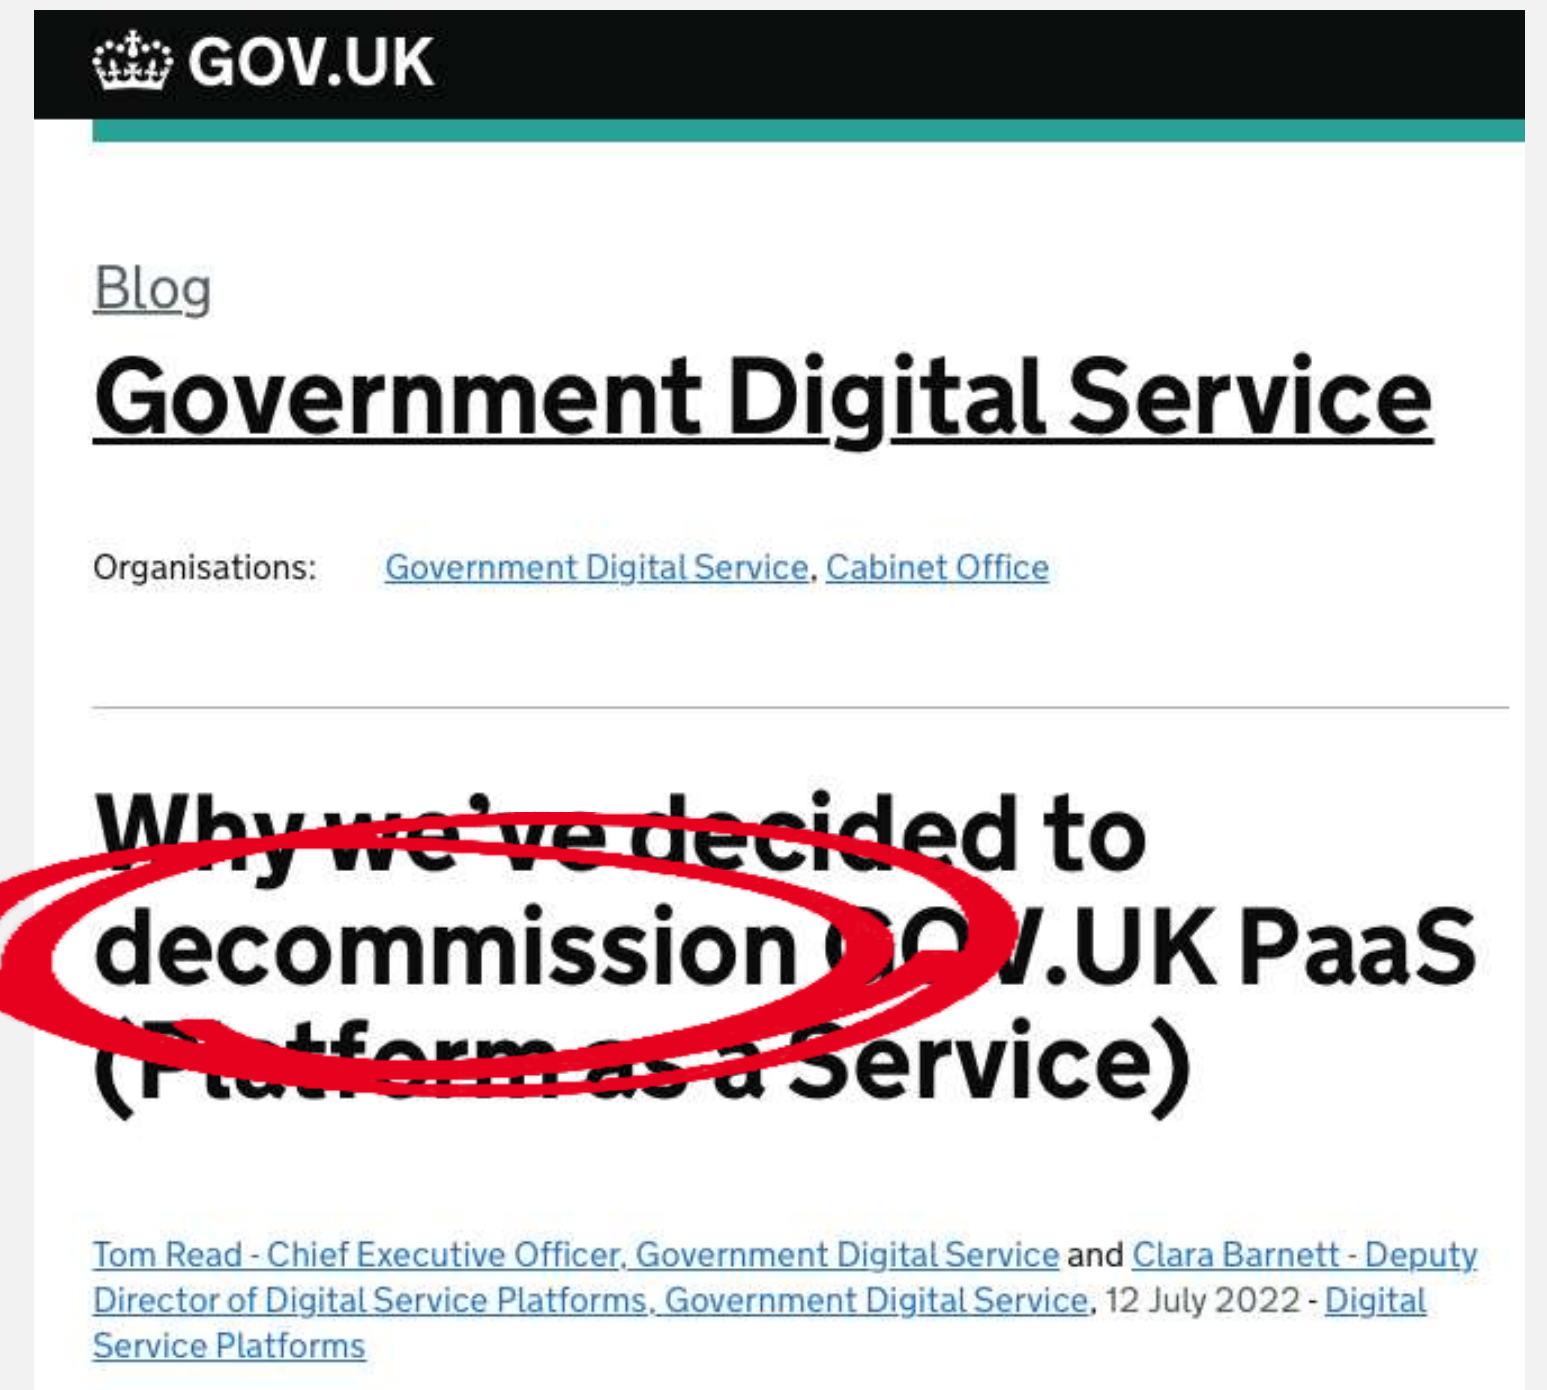 GOV.UK
Blog
Government Digital Service
Organisations: Government Digital Service, Cabinet Office
Why we've decided to
decommission GOV.UK PaaS
(Platform as a Service)
Tom Read - Chief Executive Officer, Government Digital Service and Clara Barnett - Deputy
Director of Digital Service Platforms, Government Digital Service, 12 July 2022 - Digital
Service Platforms